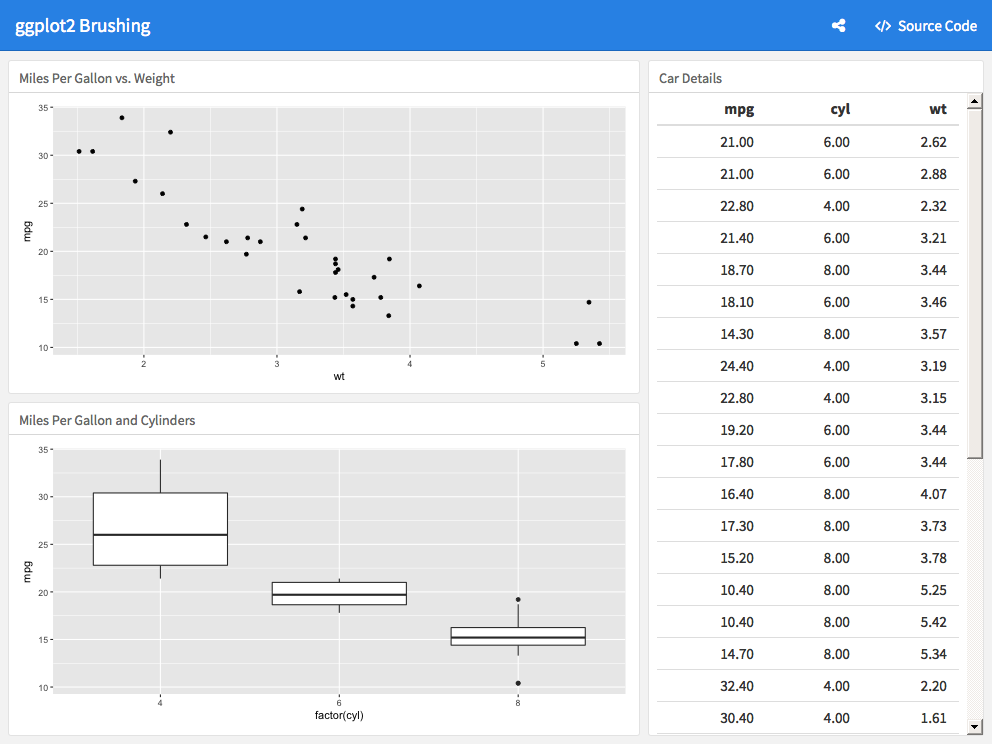 ggplot2 Brushing
Source Code
Miles Per Gallon vs. Weight
35
30
25
20
15
10
mpg
2 3 4 5
wt
Miles Per Gallon and Cylinders
35
30
25
20
15
10
mpg
4 6 8
factor(cyl)
Car Details
mpg cyl wt
21.00 6.00 2.62
21.00 6.00 2.88
22.80 4.00 2.32
21.40 6.00 3.21
18.70 8.00 3.44
18.10 6.00 3.46
14.30 8.00 3.57
24.40 4.00 3.19
22.80 4.00 3.15
19.20 6.00 3.44
17.80 6.00 3.44
16.40 8.00 4.07
17.30 8.00 3.73
15.20 8.00 3.78
10.40 8.00 5.25
10.40 8.00 5.42
14.70 8.00 5.34
32.40 4.00 2.20
30.40 4.00 1.61